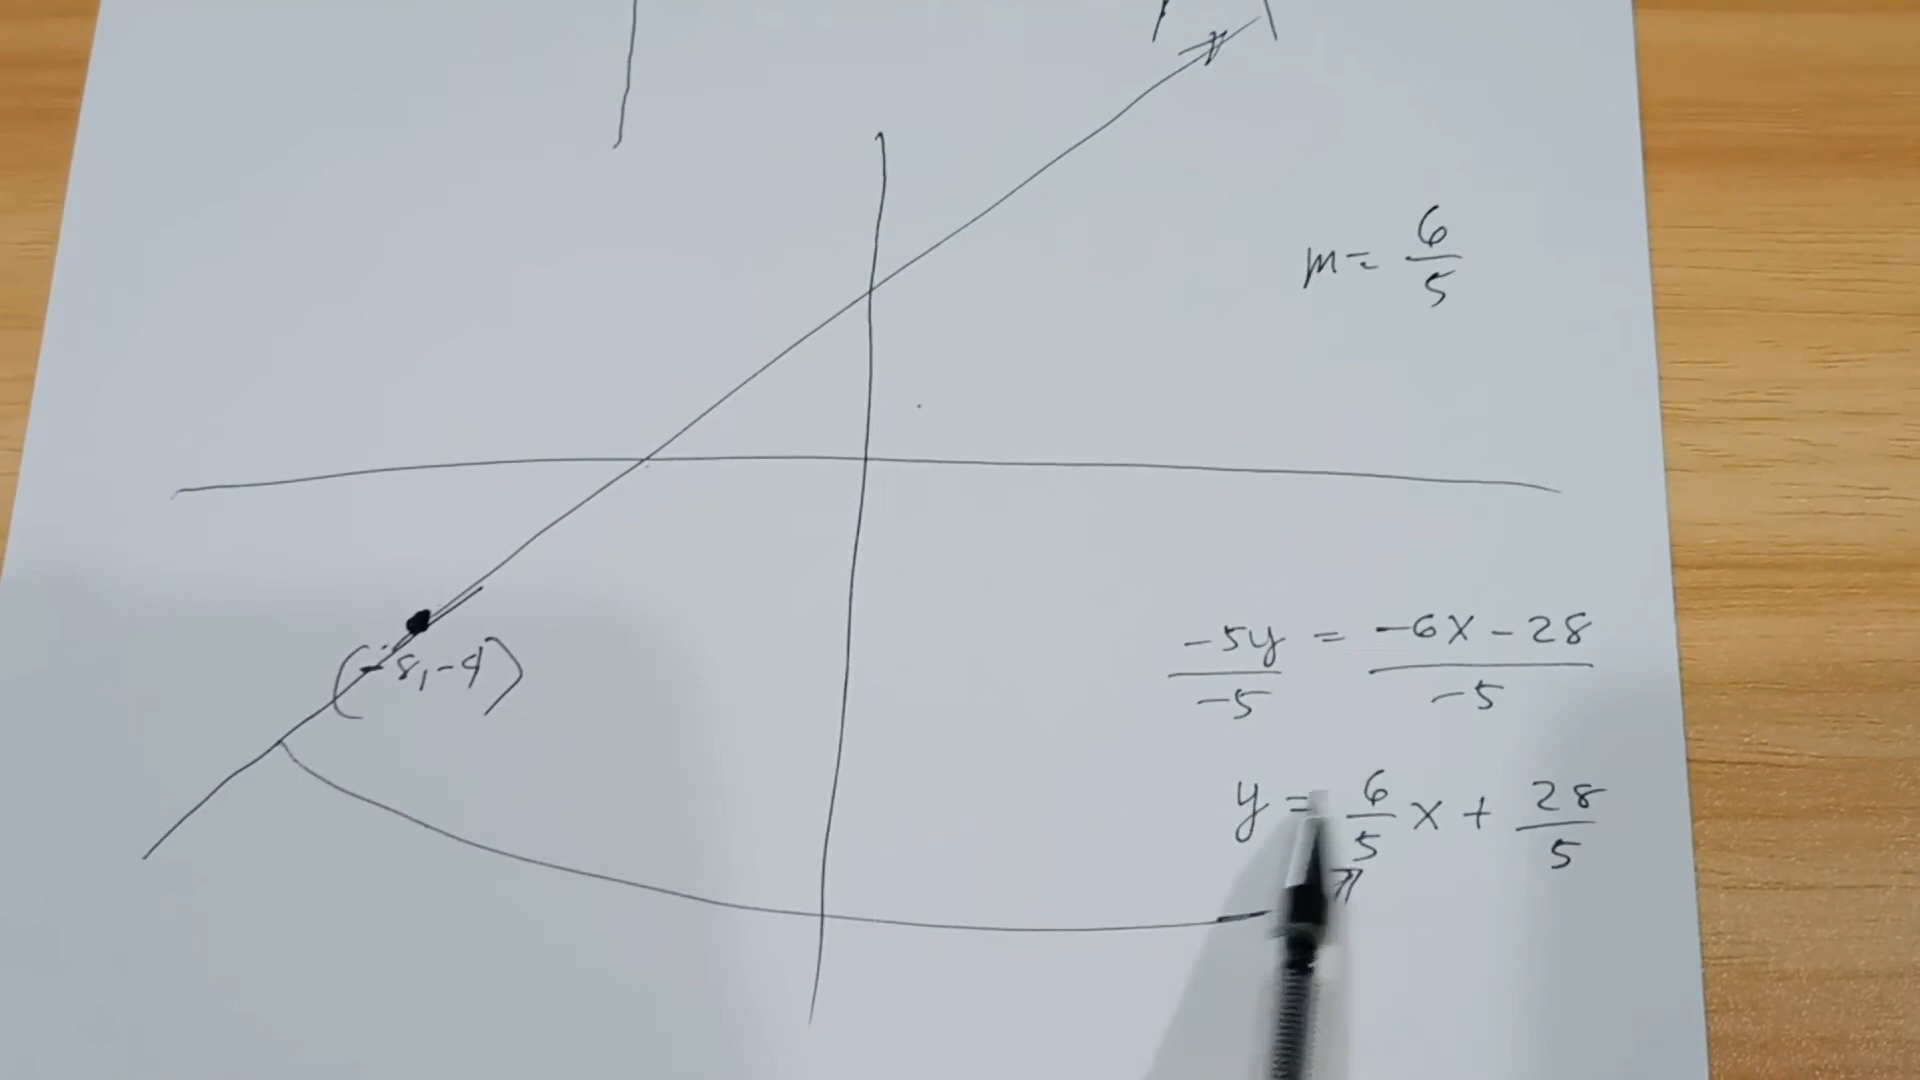 m = 6/5
(-8, -4)
-5y/-5 = -6x - 28/-5
y = 6/5 x + 28/5